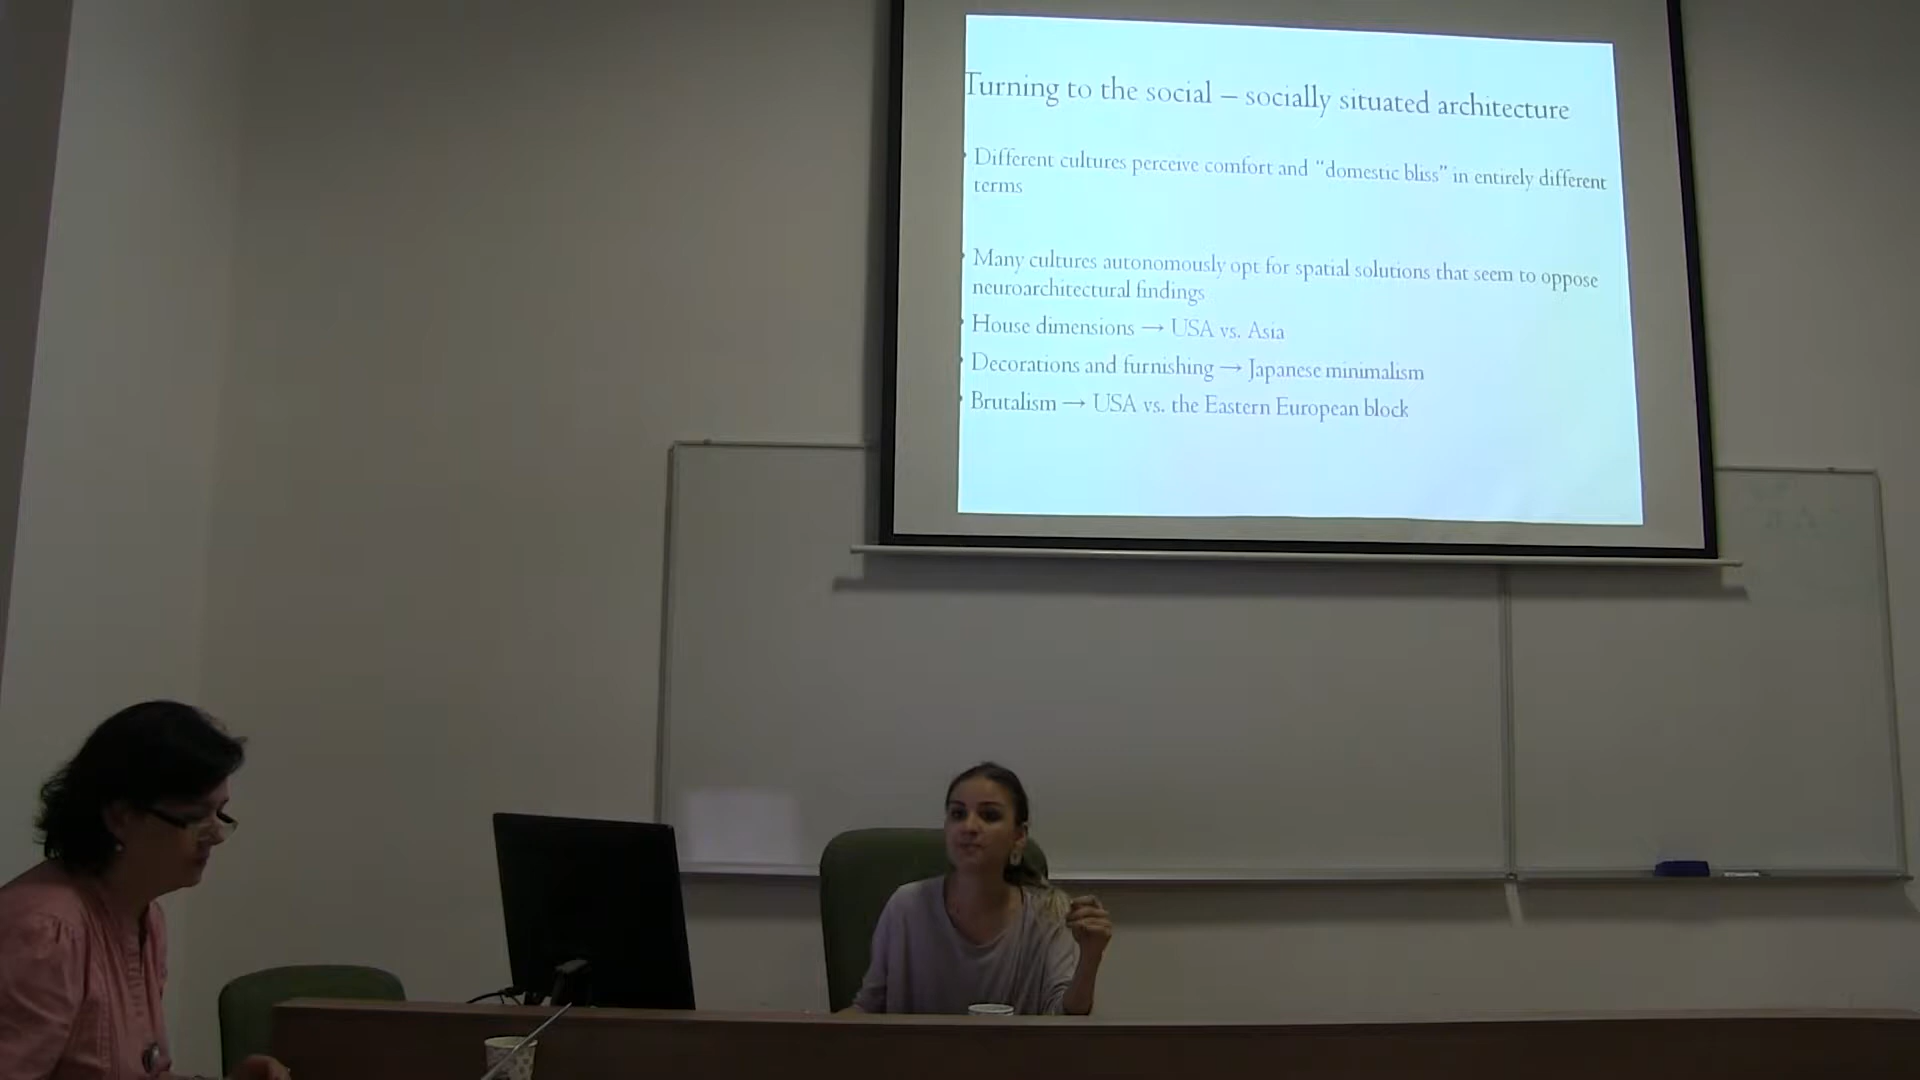 Turning to the social – socially situated architecture
• Different cultures perceive comfort and “domestic bliss” in entirely different
terms
• Many cultures autonomously opt for spatial solutions that seem to oppose
neuroarchitectural findings
• House dimensions → USA vs. Asia
• Decorations and furnishing → Japanese minimalism
• Brutalism → USA vs. the Eastern European block